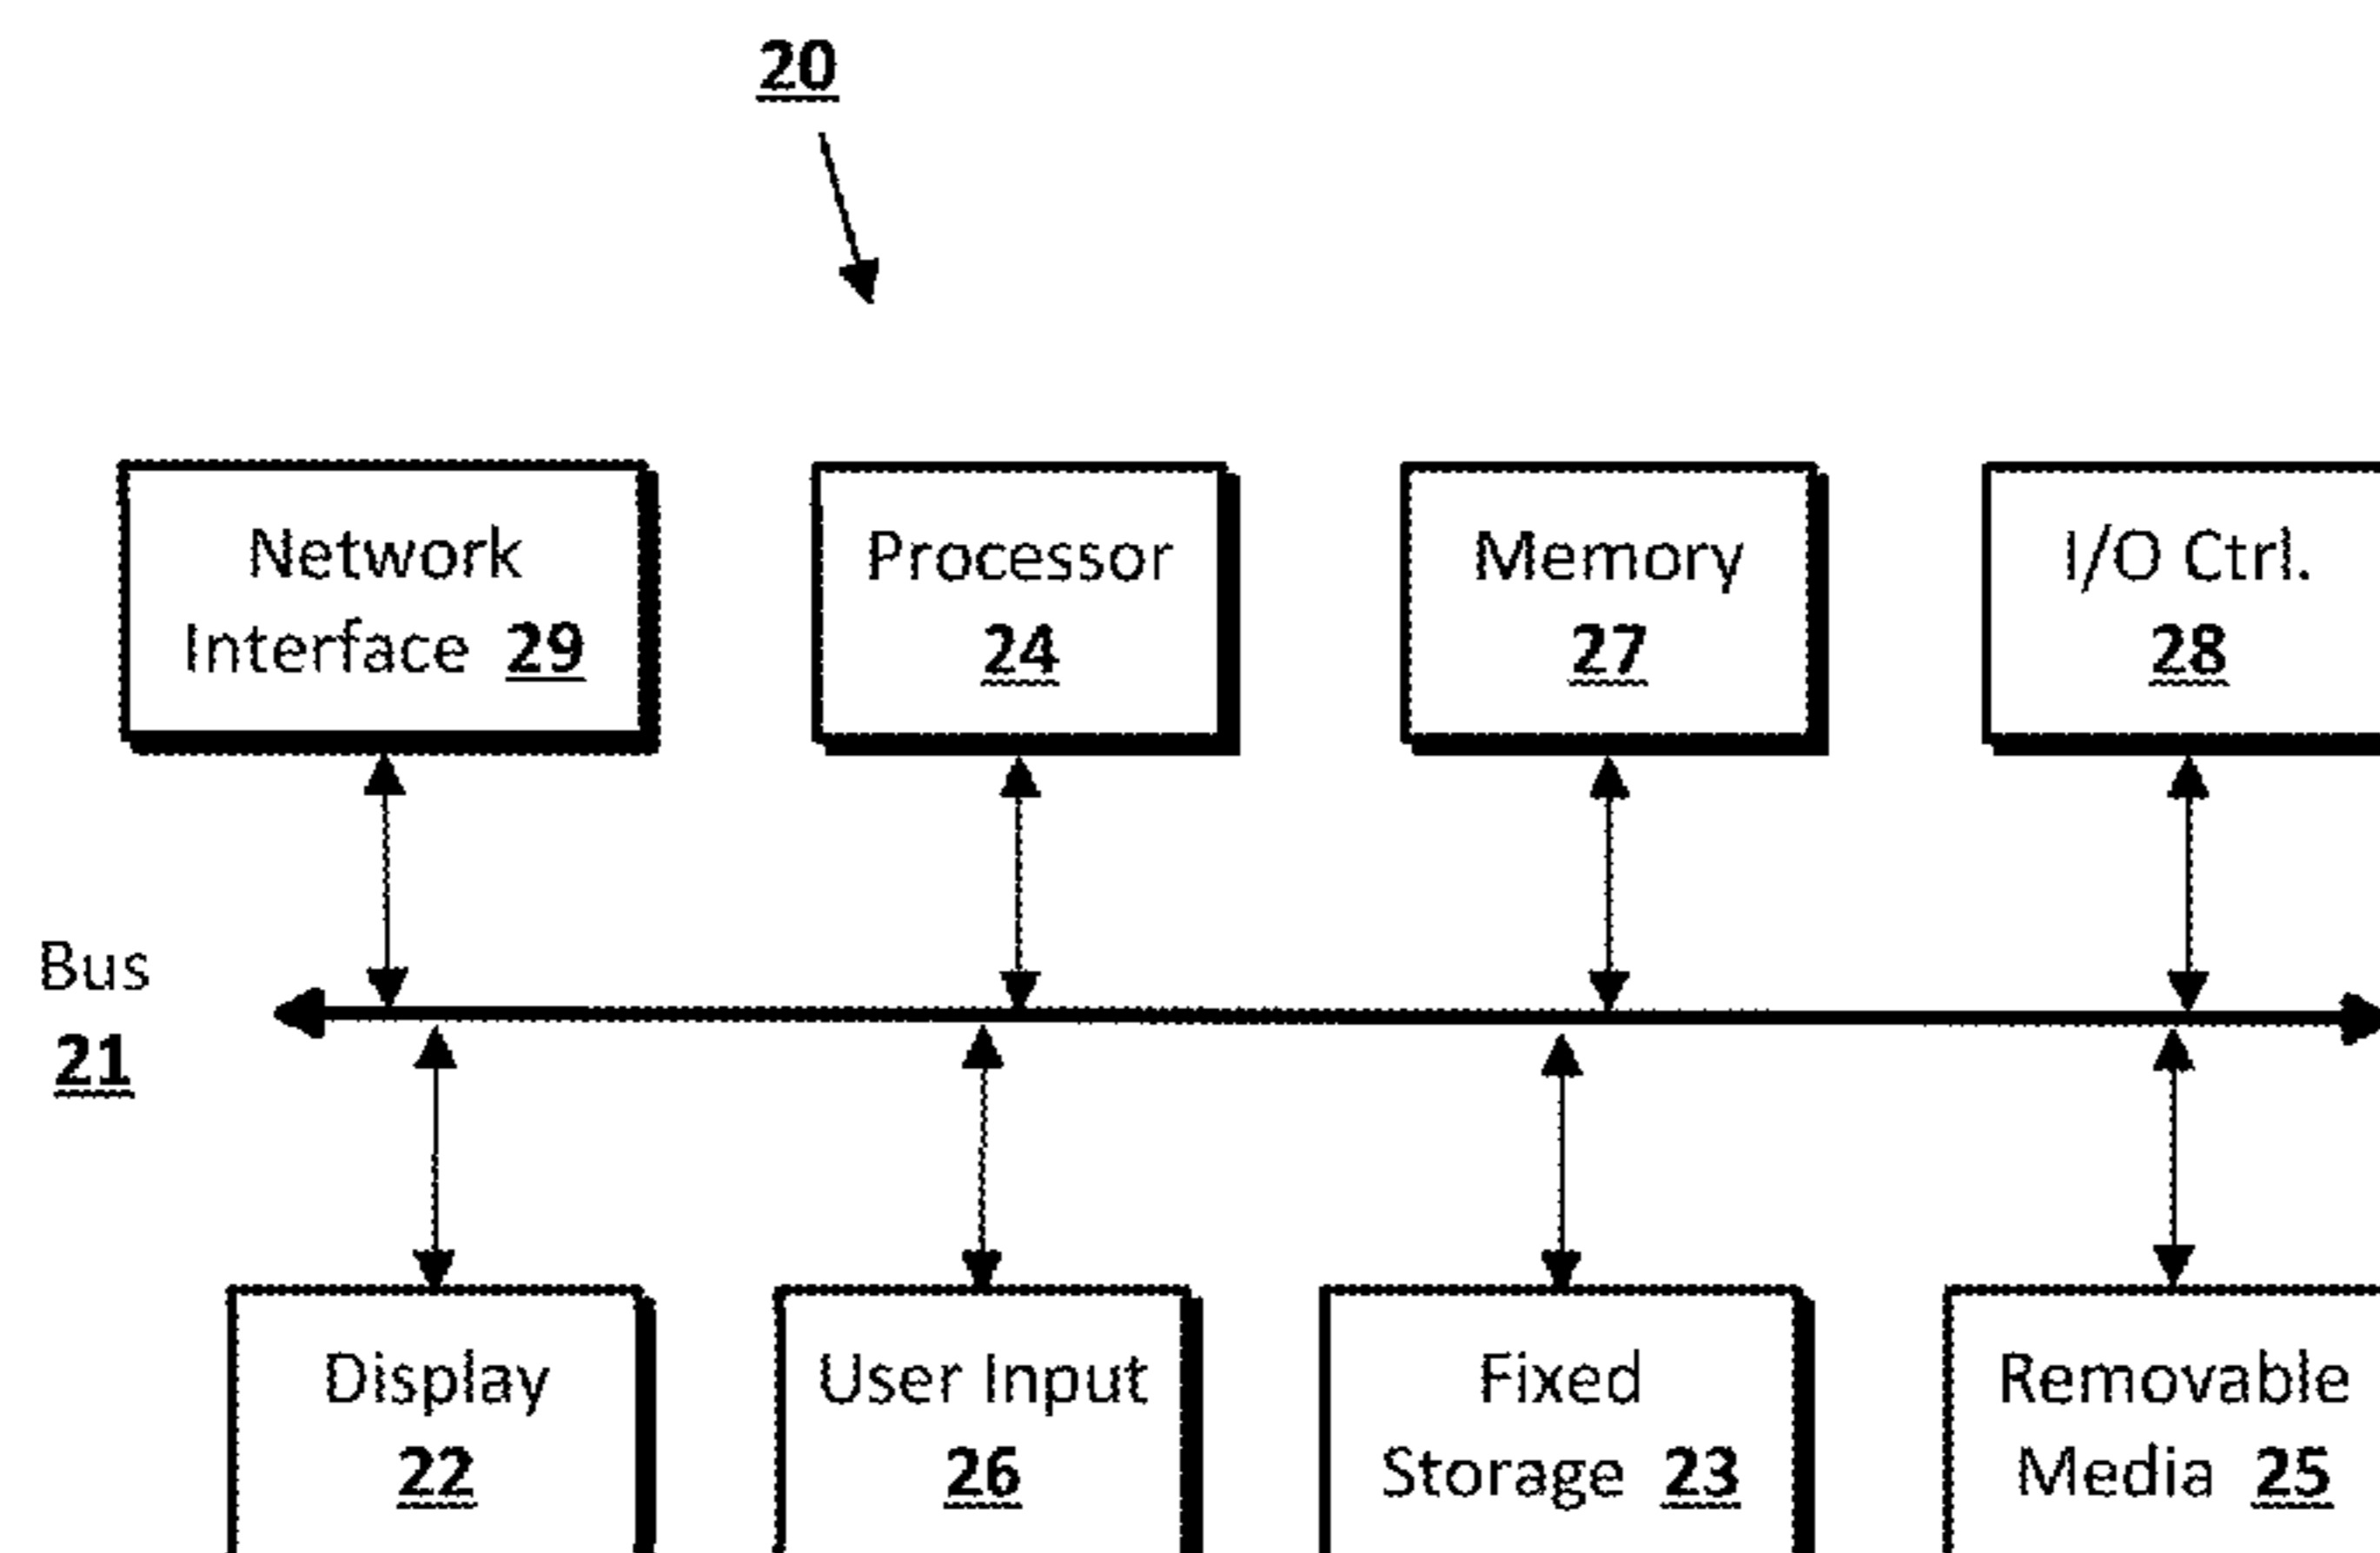 20
Network
Interface 29
Processor
24
Memory
27
I/O Ctrl.
28
Bus
21
Display
22
User Input
26
Fixed
Storage 23
Removable
Media 25